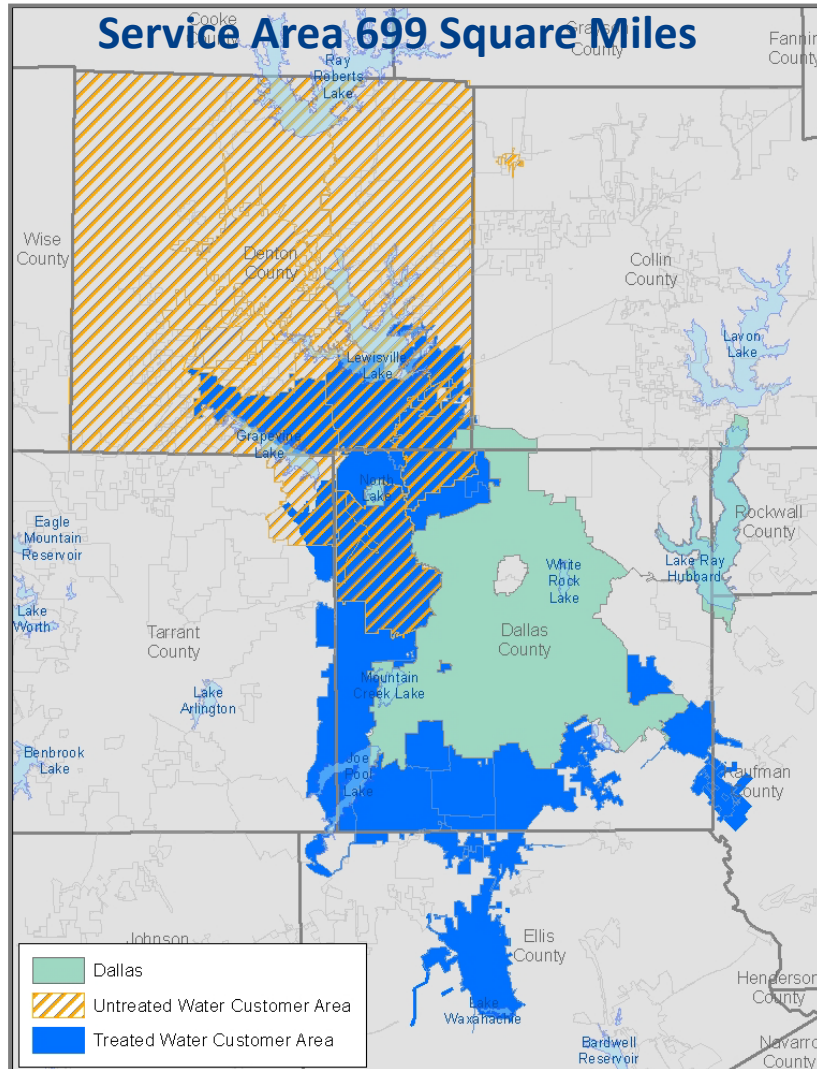 Service Area 699 Square Miles
Cooke
County
Grayson
County
Fannin
County
Ray
Roberts
Lake
Wise
County
Denton
County
Collin
County
Lavon
Lake
Lewisville
Lake
Grapevine
Lake
North
Lake
Eagle
Mountain
Reservoir
Rockwall
County
White
Rock
Lake
Lake Ray
Hubbard
Lake
Worth
Tarrant
County
Dallas
County
Mountain
Creek Lake
Lake
Arlington
Benbrook
Lake
Joe
Pool
Lake
Kaufman
County
Johnson
Ellis
County
Henderson
County
Lake
Waxahachie
Bardwell
Reservoir
Navarro
County
Dallas
Untreated Water Customer Area
Treated Water Customer Area